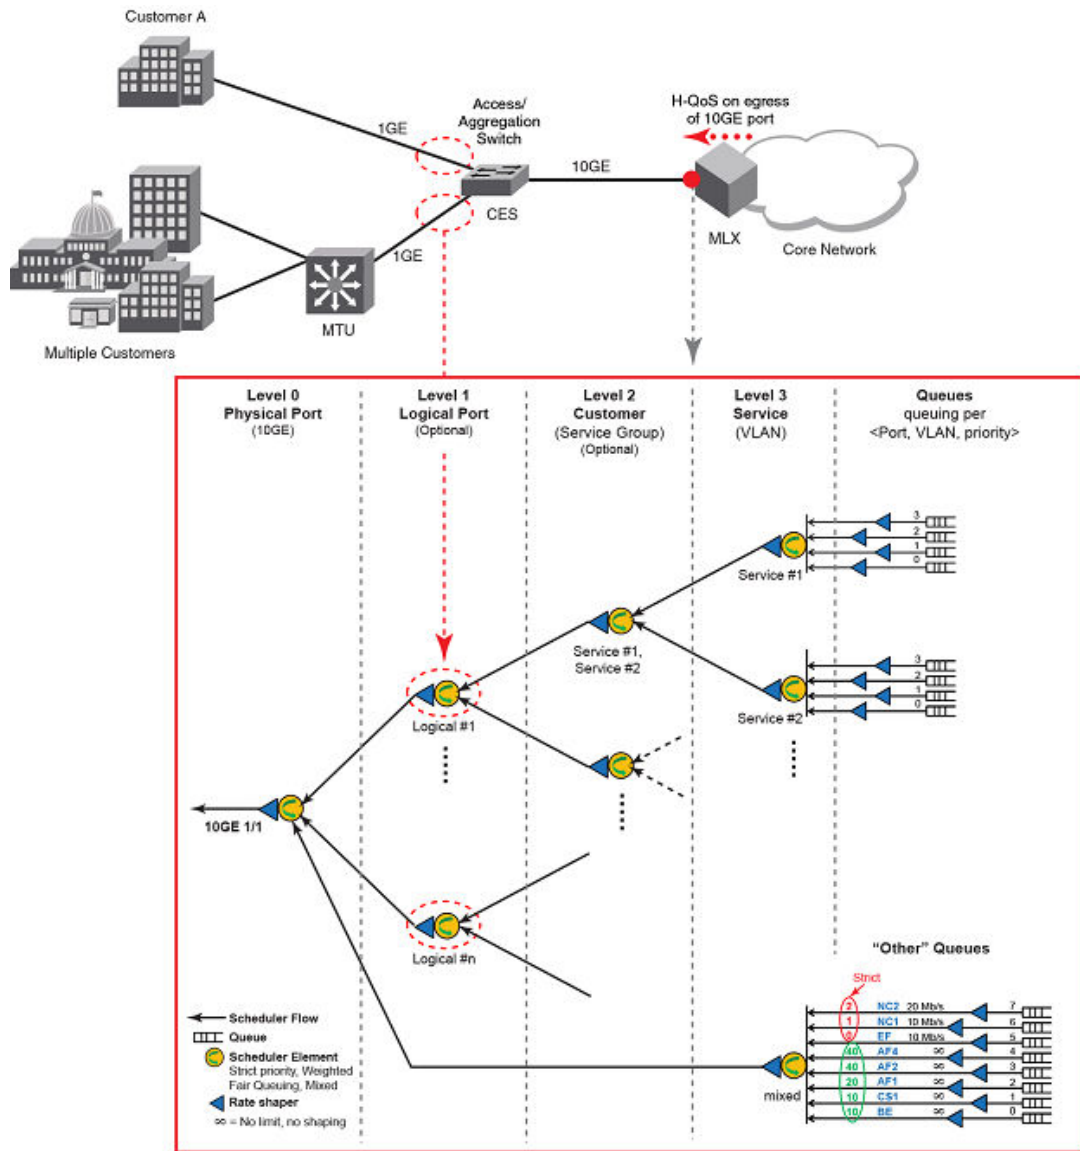 Customer A
Access/
Aggregation
Switch
H-QoS on egress
of 10GE port
1GE
10GE
CES
MLX
Core Network
1GE
MTU
Multiple Customers
Level 0
Physical Port
(10GE)
Level 1
Logical Port
(Optional)
Level 2
Customer
(Service Group)
(Optional)
Level 3
Service
(VLAN)
Queues
queuing per
<Port, VLAN, priority>
3
2
1
0
Service #1
Service #1,
Service #2
3
2
1
0
Service #2
Logical #1
10GE 1/1
Logical #n
"Other" Queues
Strict
2 NC2 20 Mb/s 7
1 NC1 10 Mb/s 6
0 EF 10 Mb/s 5
40 AF4 ∞ 4
40 AF2 ∞ 3
20 AF1 ∞ 2
10 CS1 ∞ 1
10 BE ∞ 0
mixed
Scheduler Flow
Queue
Scheduler Element
Strict priority, Weighted
Fair Queuing, Mixed
Rate shaper
∞ = No limit, no shaping